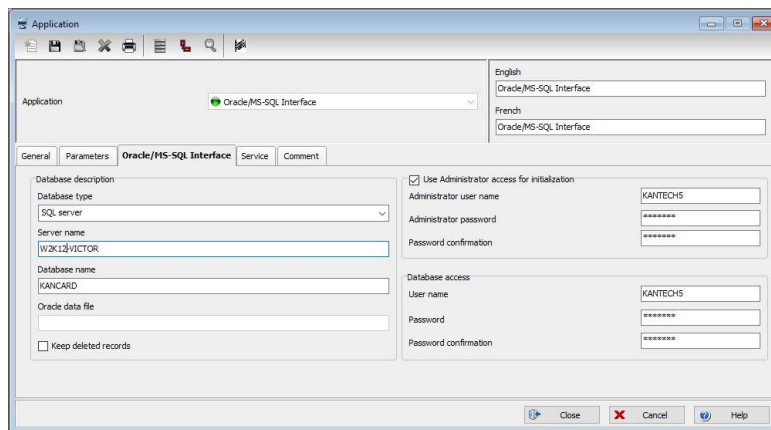 Application
English
Oracle/MS-SQL Interface
Application
Oracle/MS-SQL Interface
French
Oracle/MS-SQL Interface
General
Parameters
Oracle/MS-SQL Interface
Service
Comment
Database description
Database type
SQL server
Server name
W2K12-VICTOR
Database name
KANCARD
Oracle data file
Keep deleted records
Use Administrator access for initialization
Administrator user name
KANTECH5
Administrator password
*******
Password confirmation
*******
Database access
User name
KANTECH5
Password
*******
Password confirmation
*******
Close
Cancel
Help